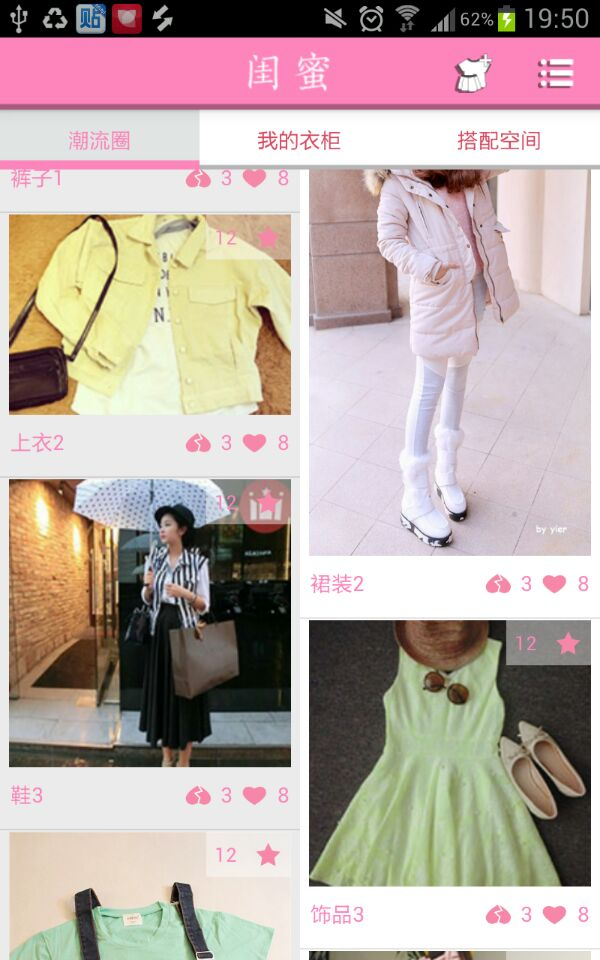 贴
62% 19:50
闺蜜
潮流圈 我的衣柜 搭配空间
裤子1 3 8
12
上衣2 3 8
12
鞋3 3 8
12
by yier
裙装2 3 8
12
饰品3 3 8